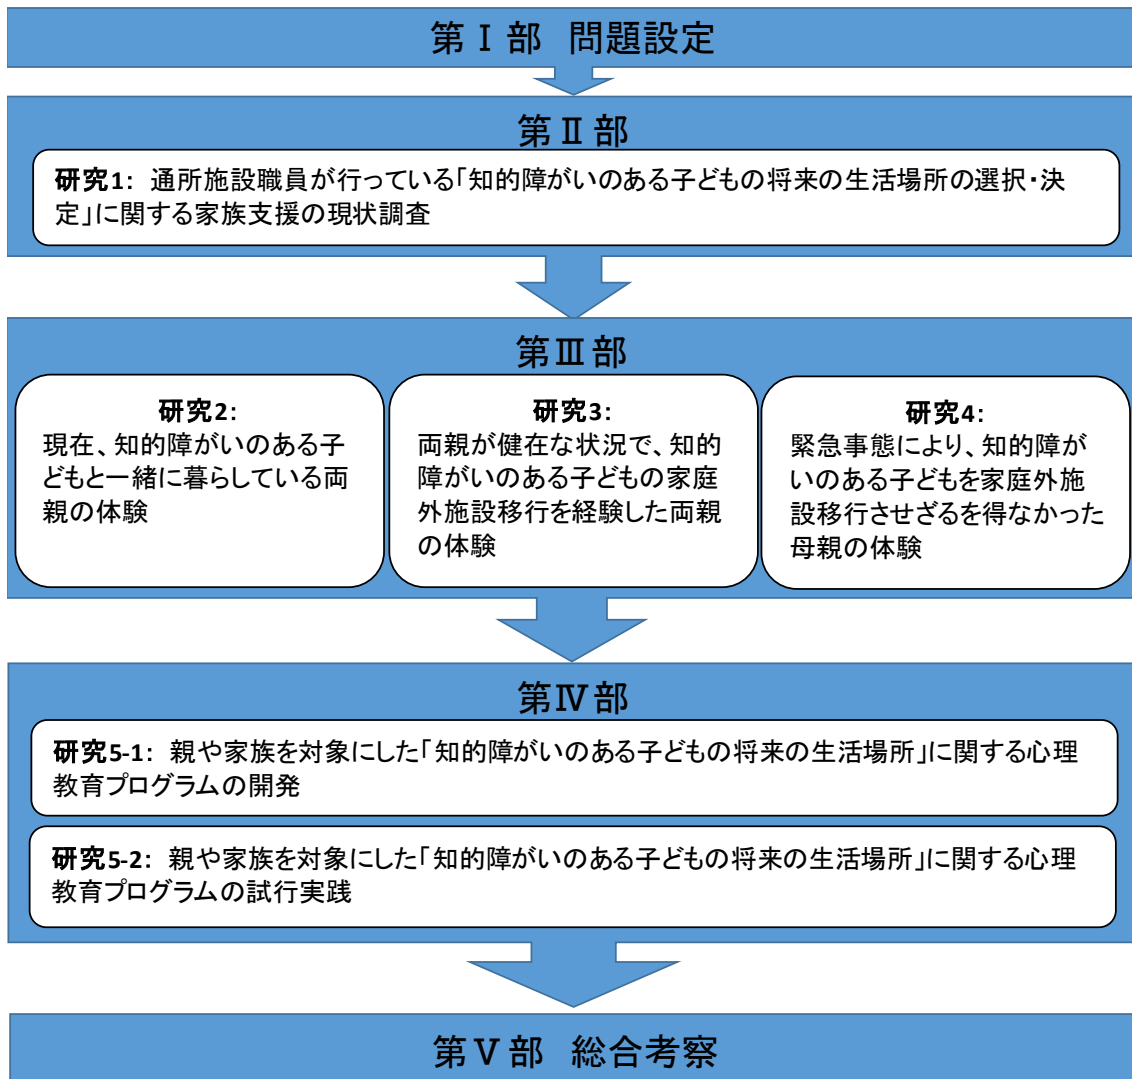 第Ⅰ部　問題設定
第Ⅱ部
研究1: 通所施設職員が行っている「知的障がいのある子どもの将来の生活場所の選択・決
定」に関する家族支援の現状調査
第Ⅲ部
研究2:
現在、知的障がいのある子
どもと一緒に暮らしている両
親の体験
研究3:
両親が健在な状況で、知的
障がいのある子どもの家庭
外施設移行を経験した両親
の体験
研究4:
緊急事態により、知的障が
いのある子どもを家庭外施
設移行させざるを得なかった
母親の体験
第Ⅳ部
研究5-1: 親や家族を対象にした「知的障がいのある子どもの将来の生活場所」に関する心理
教育プログラムの開発
研究5-2: 親や家族を対象にした「知的障がいのある子どもの将来の生活場所」に関する心理
教育プログラムの試行実践
第Ⅴ部　総合考察